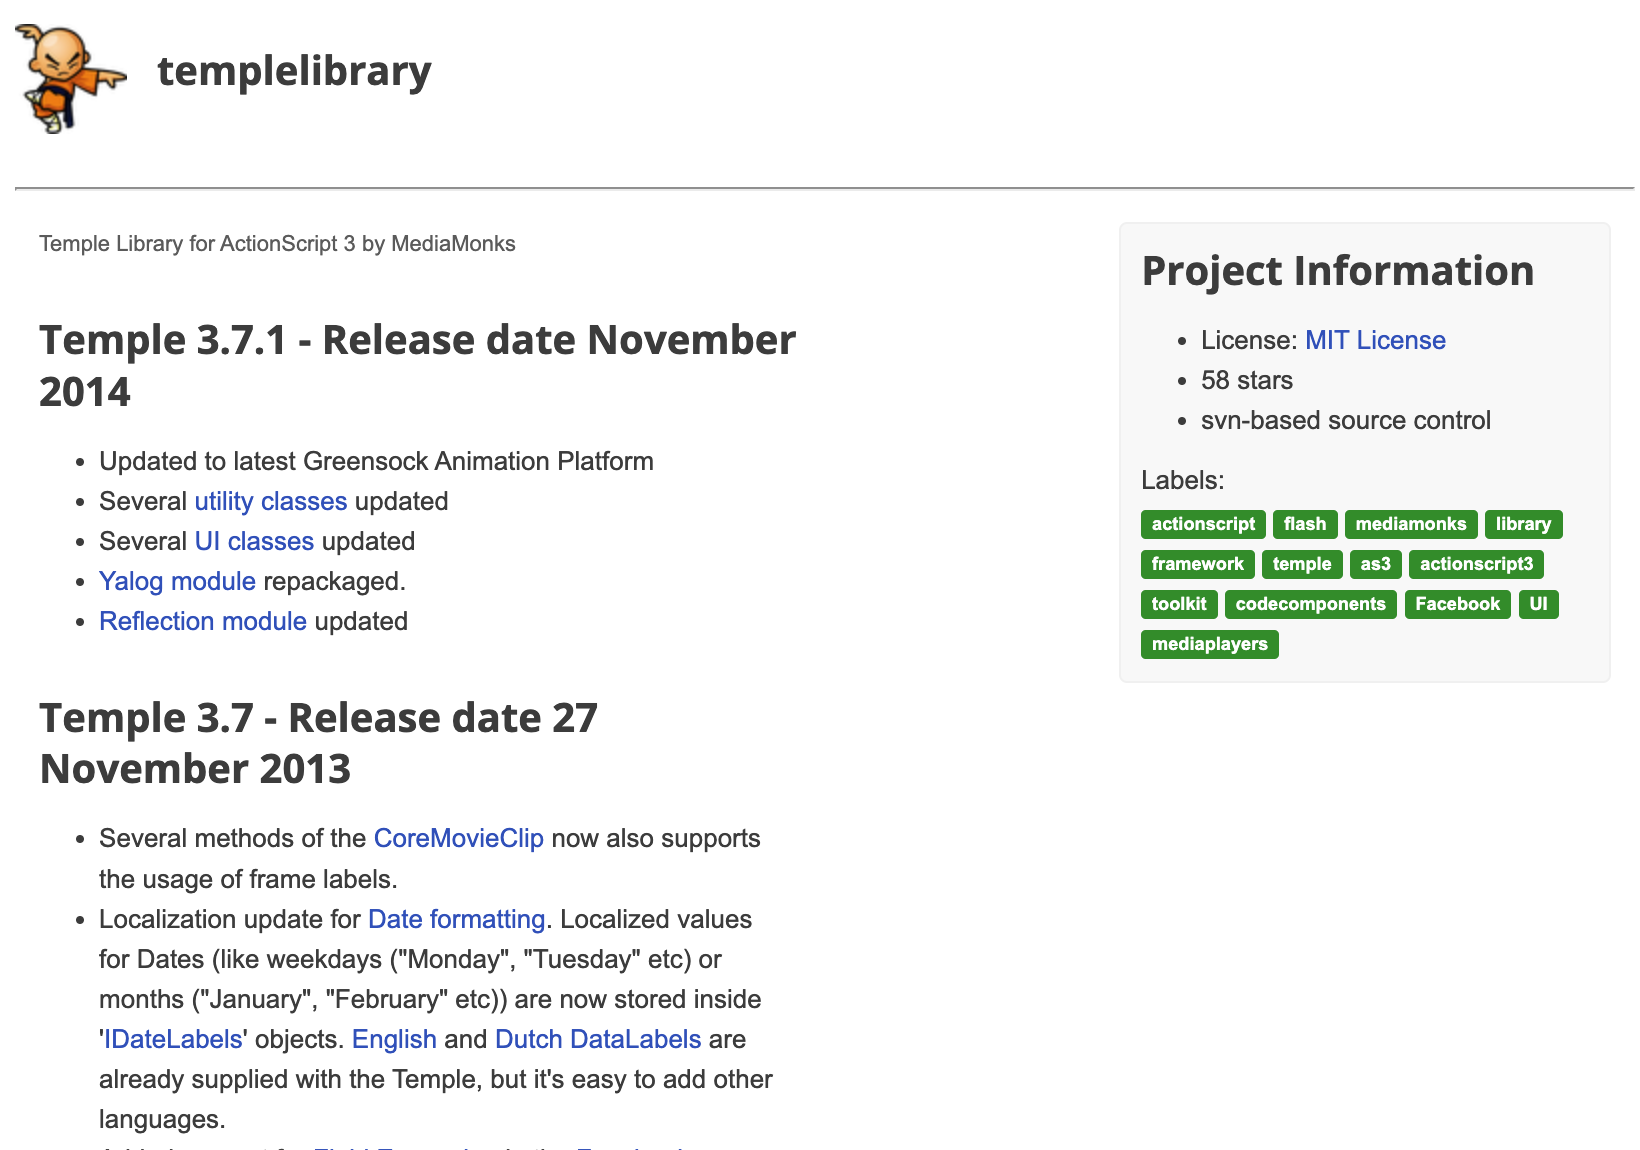 templelibrary
Temple Library for ActionScript 3 by MediaMonks
Temple 3.7.1 - Release date November
2014
• Updated to latest Greensock Animation Platform
• Several utility classes updated
• Several UI classes updated
• Yalog module repackaged.
• Reflection module updated
Temple 3.7 - Release date 27
November 2013
• Several methods of the CoreMovieClip now also supports
the usage of frame labels.
• Localization update for Date formatting. Localized values
for Dates (like weekdays ("Monday", "Tuesday" etc) or
months ("January", "February" etc)) are now stored inside
'IDateLabels' objects. English and Dutch DataLabels are
already supplied with the Temple, but it's easy to add other
languages.
Project Information
• License: MIT License
• 58 stars
• svn-based source control
Labels:
actionscript flash mediamonks library
framework temple as3 actionscript3
toolkit codecomponents Facebook UI
mediaplayers